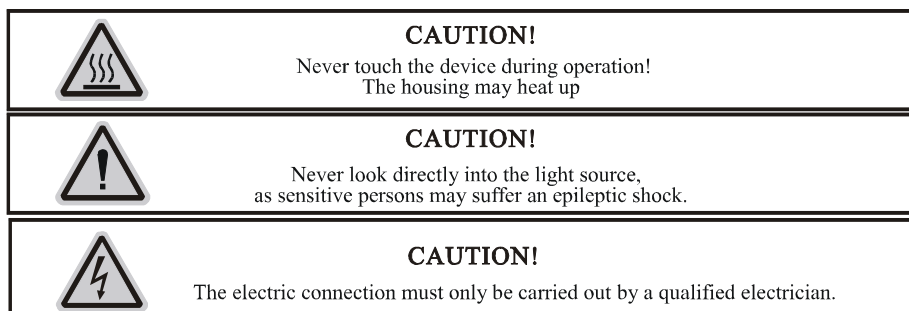 CAUTION!
Never touch the device during operation!
The housing may heat up
CAUTION!
Never look directly into the light source,
as sensitive persons may suffer an epileptic shock.
CAUTION!
The electric connection must only be carried out by a qualified electrician.